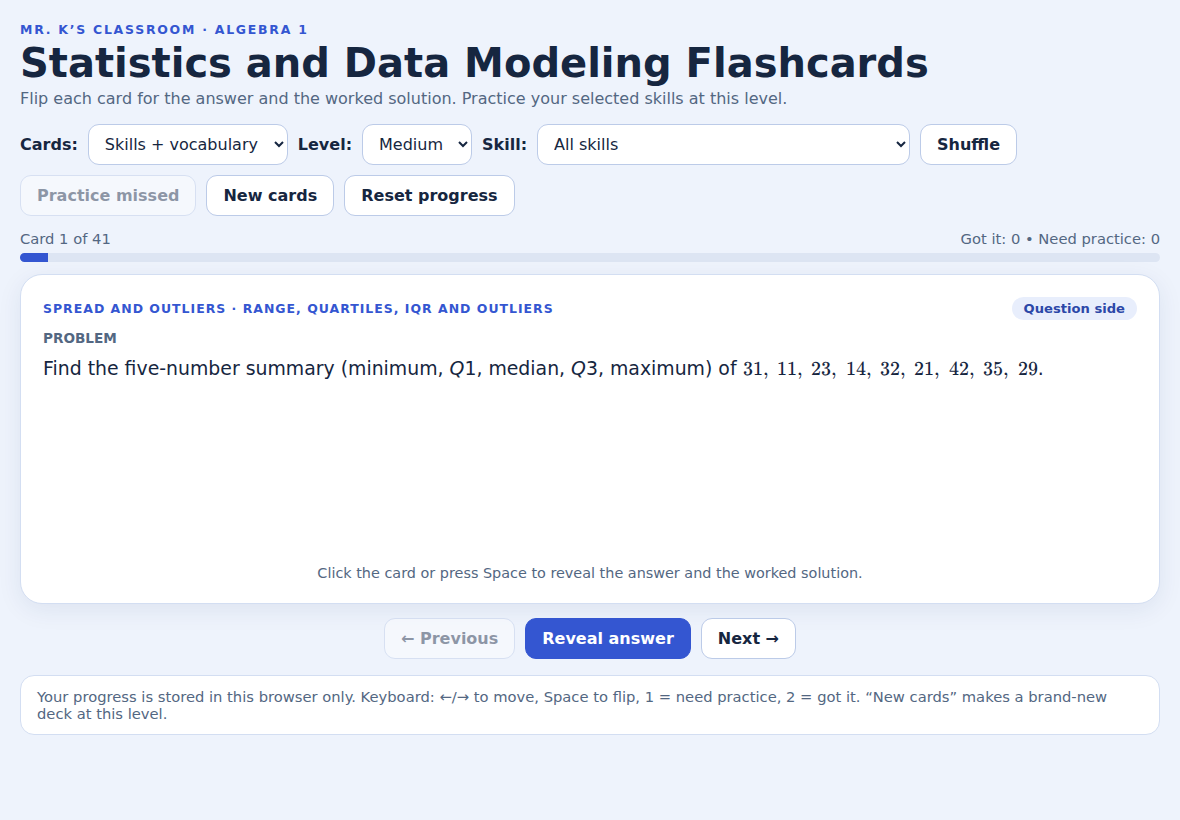 MR. K’S CLASSROOM · ALGEBRA 1
Statistics and Data Modeling Flashcards
Flip each card for the answer and the worked solution. Practice your selected skills at this level.
Cards: Skills + vocabulary Level: Medium Skill: All skills Shuffle
Practice missed New cards Reset progress
Card 1 of 41 Got it: 0 • Need practice: 0
SPREAD AND OUTLIERS · RANGE, QUARTILES, IQR AND OUTLIERS Question side
PROBLEM
Find the five-number summary (minimum, Q1, median, Q3, maximum) of 31, 11, 23, 14, 32, 21, 42, 35, 29.
Click the card or press Space to reveal the answer and the worked solution.
← Previous Reveal answer Next →
Your progress is stored in this browser only. Keyboard: ←/→ to move, Space to flip, 1 = need practice, 2 = got it. “New cards” makes a brand-new
deck at this level.